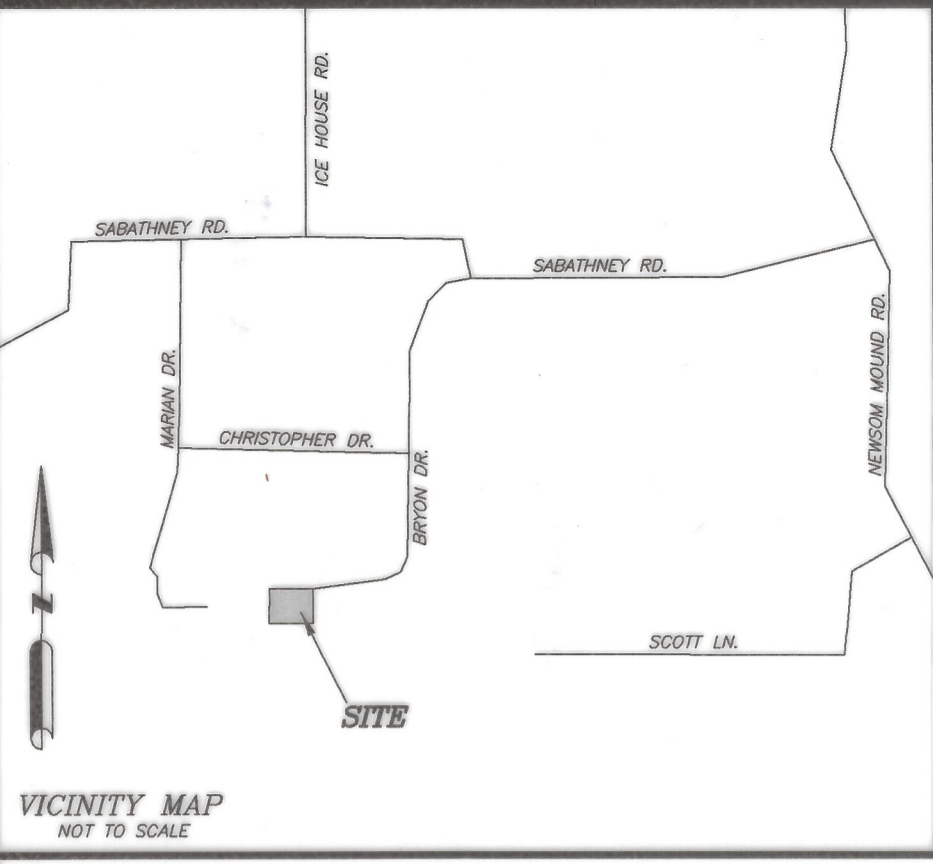 ICE HOUSE RD.
SABATHNEY RD.
SABATHNEY RD.
NEWSOM MOUND RD.
MARIAN DR.
CHRISTOPHER DR.
BRYON DR.
N
SCOTT LN.
SITE
VICINITY MAP
NOT TO SCALE